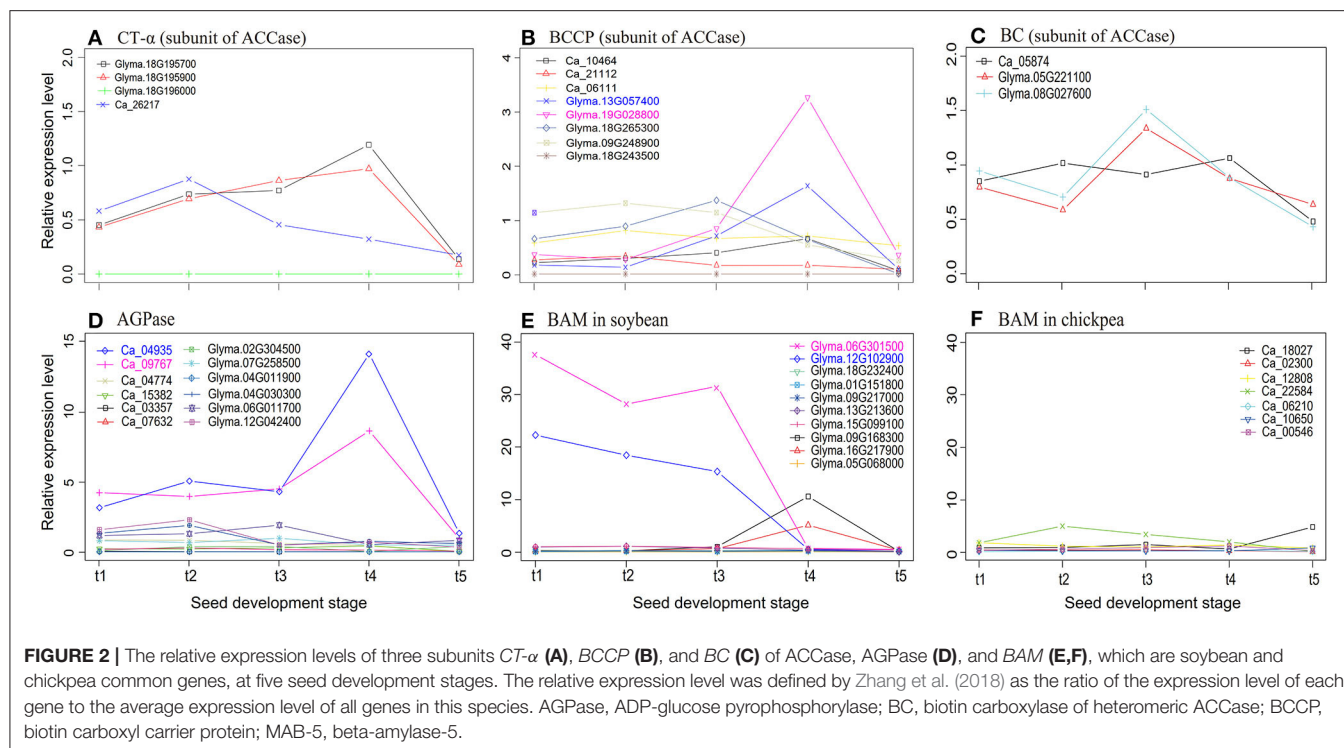 A CT-α (subunit of ACCase)
Relative expression level
2.0
1.5
1.0
0.5
0.0
Glyma.18G195700
Glyma.18G195900
Glyma.18G196000
Ca_26217
B BCCP (subunit of ACCase)
4
3
2
1
0
Ca_10464
Ca_21112
Ca_06111
Glyma.13G057400
Glyma.19G028800
Glyma.18G265300
Glyma.09G248900
Glyma.18G243500
C BC (subunit of ACCase)
2.0
1.5
1.0
0.5
0.0
Ca_05874
Glyma.05G221100
Glyma.08G027600
D AGPase
Relative expression level
15
10
5
0
Ca_04935
Ca_09767
Ca_04774
Ca_15382
Ca_03357
Ca_07632
Glyma.02G304500
Glyma.07G258500
Glyma.04G011900
Glyma.04G030300
Glyma.06G011700
Glyma.12G042400
t1 t2 t3 t4 t5
Seed development stage
E BAM in soybean
40
30
20
10
0
Glyma.06G301500
Glyma.12G102900
Glyma.18G232400
Glyma.01G151800
Glyma.09G217000
Glyma.13G213600
Glyma.15G099100
Glyma.09G168300
Glyma.16G217900
Glyma.05G068000
t1 t2 t3 t4 t5
Seed development stage
F BAM in chickpea
40
30
20
10
0
Ca_18027
Ca_02300
Ca_12808
Ca_22584
Ca_06210
Ca_10650
Ca_00546
t1 t2 t3 t4 t5
Seed development stage
FIGURE 2 | The relative expression levels of three subunits CT-α (A), BCCP (B), and BC (C) of ACCase, AGPase (D), and BAM (E,F), which are soybean and
chickpea common genes, at five seed development stages. The relative expression level was defined by Zhang et al. (2018) as the ratio of the expression level of each
gene to the average expression level of all genes in this species. AGPase, ADP-glucose pyrophosphorylase; BC, biotin carboxylase of heteromeric ACCase; BCCP,
biotin carboxyl carrier protein; MAB-5, beta-amylase-5.